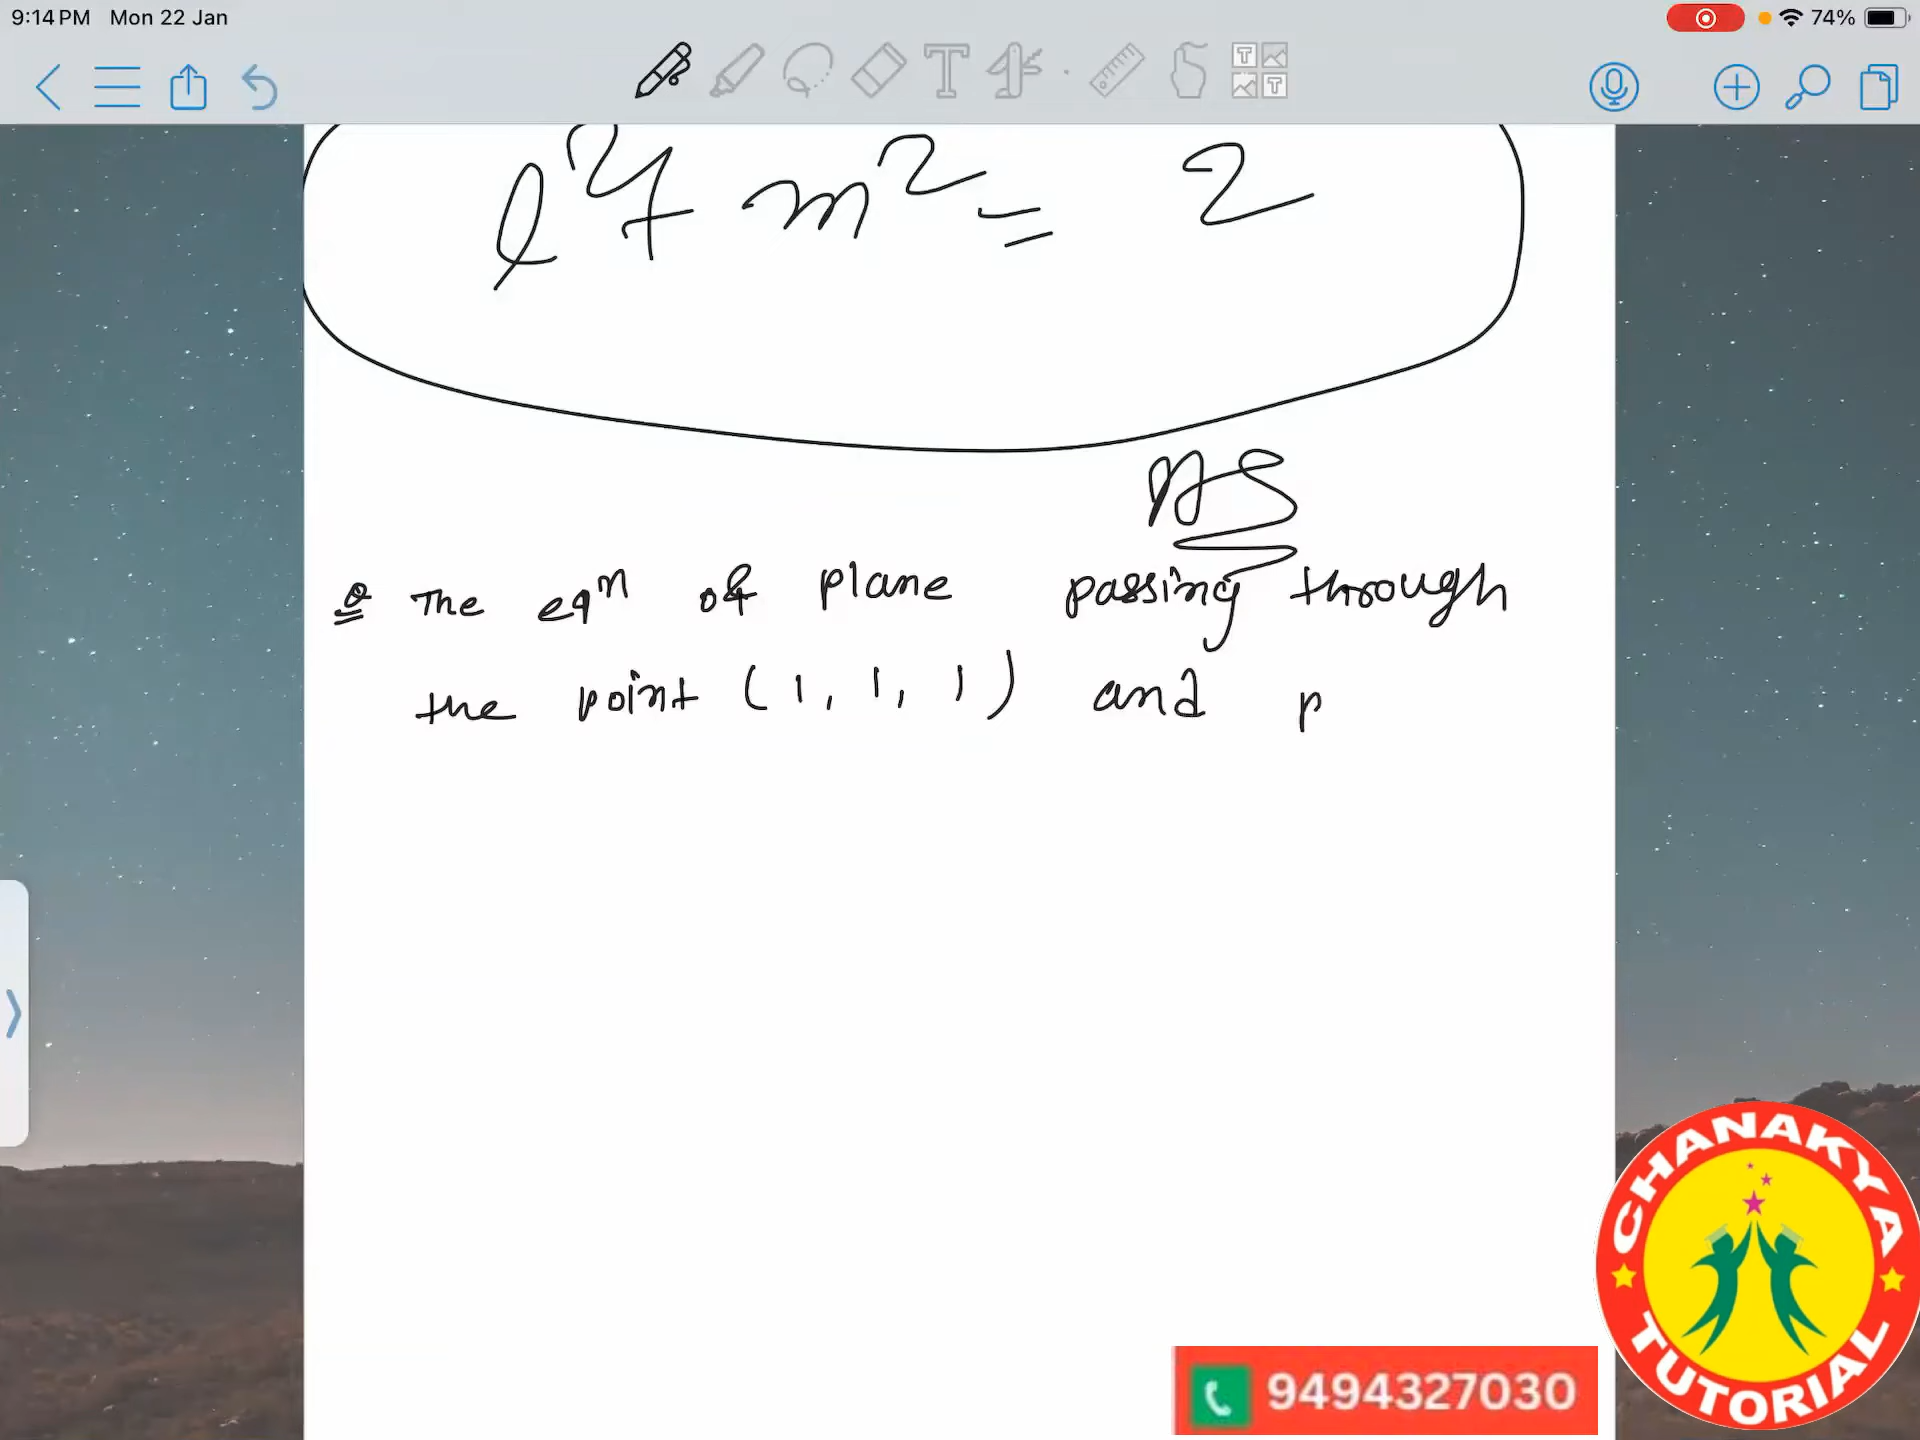 9:14 PM Mon 22 Jan
74%
l² + m² = 2
Q The eqn of plane passing through
the point (1, 1, 1) and p
CHANAKYA
TUTORIAL
9494327030